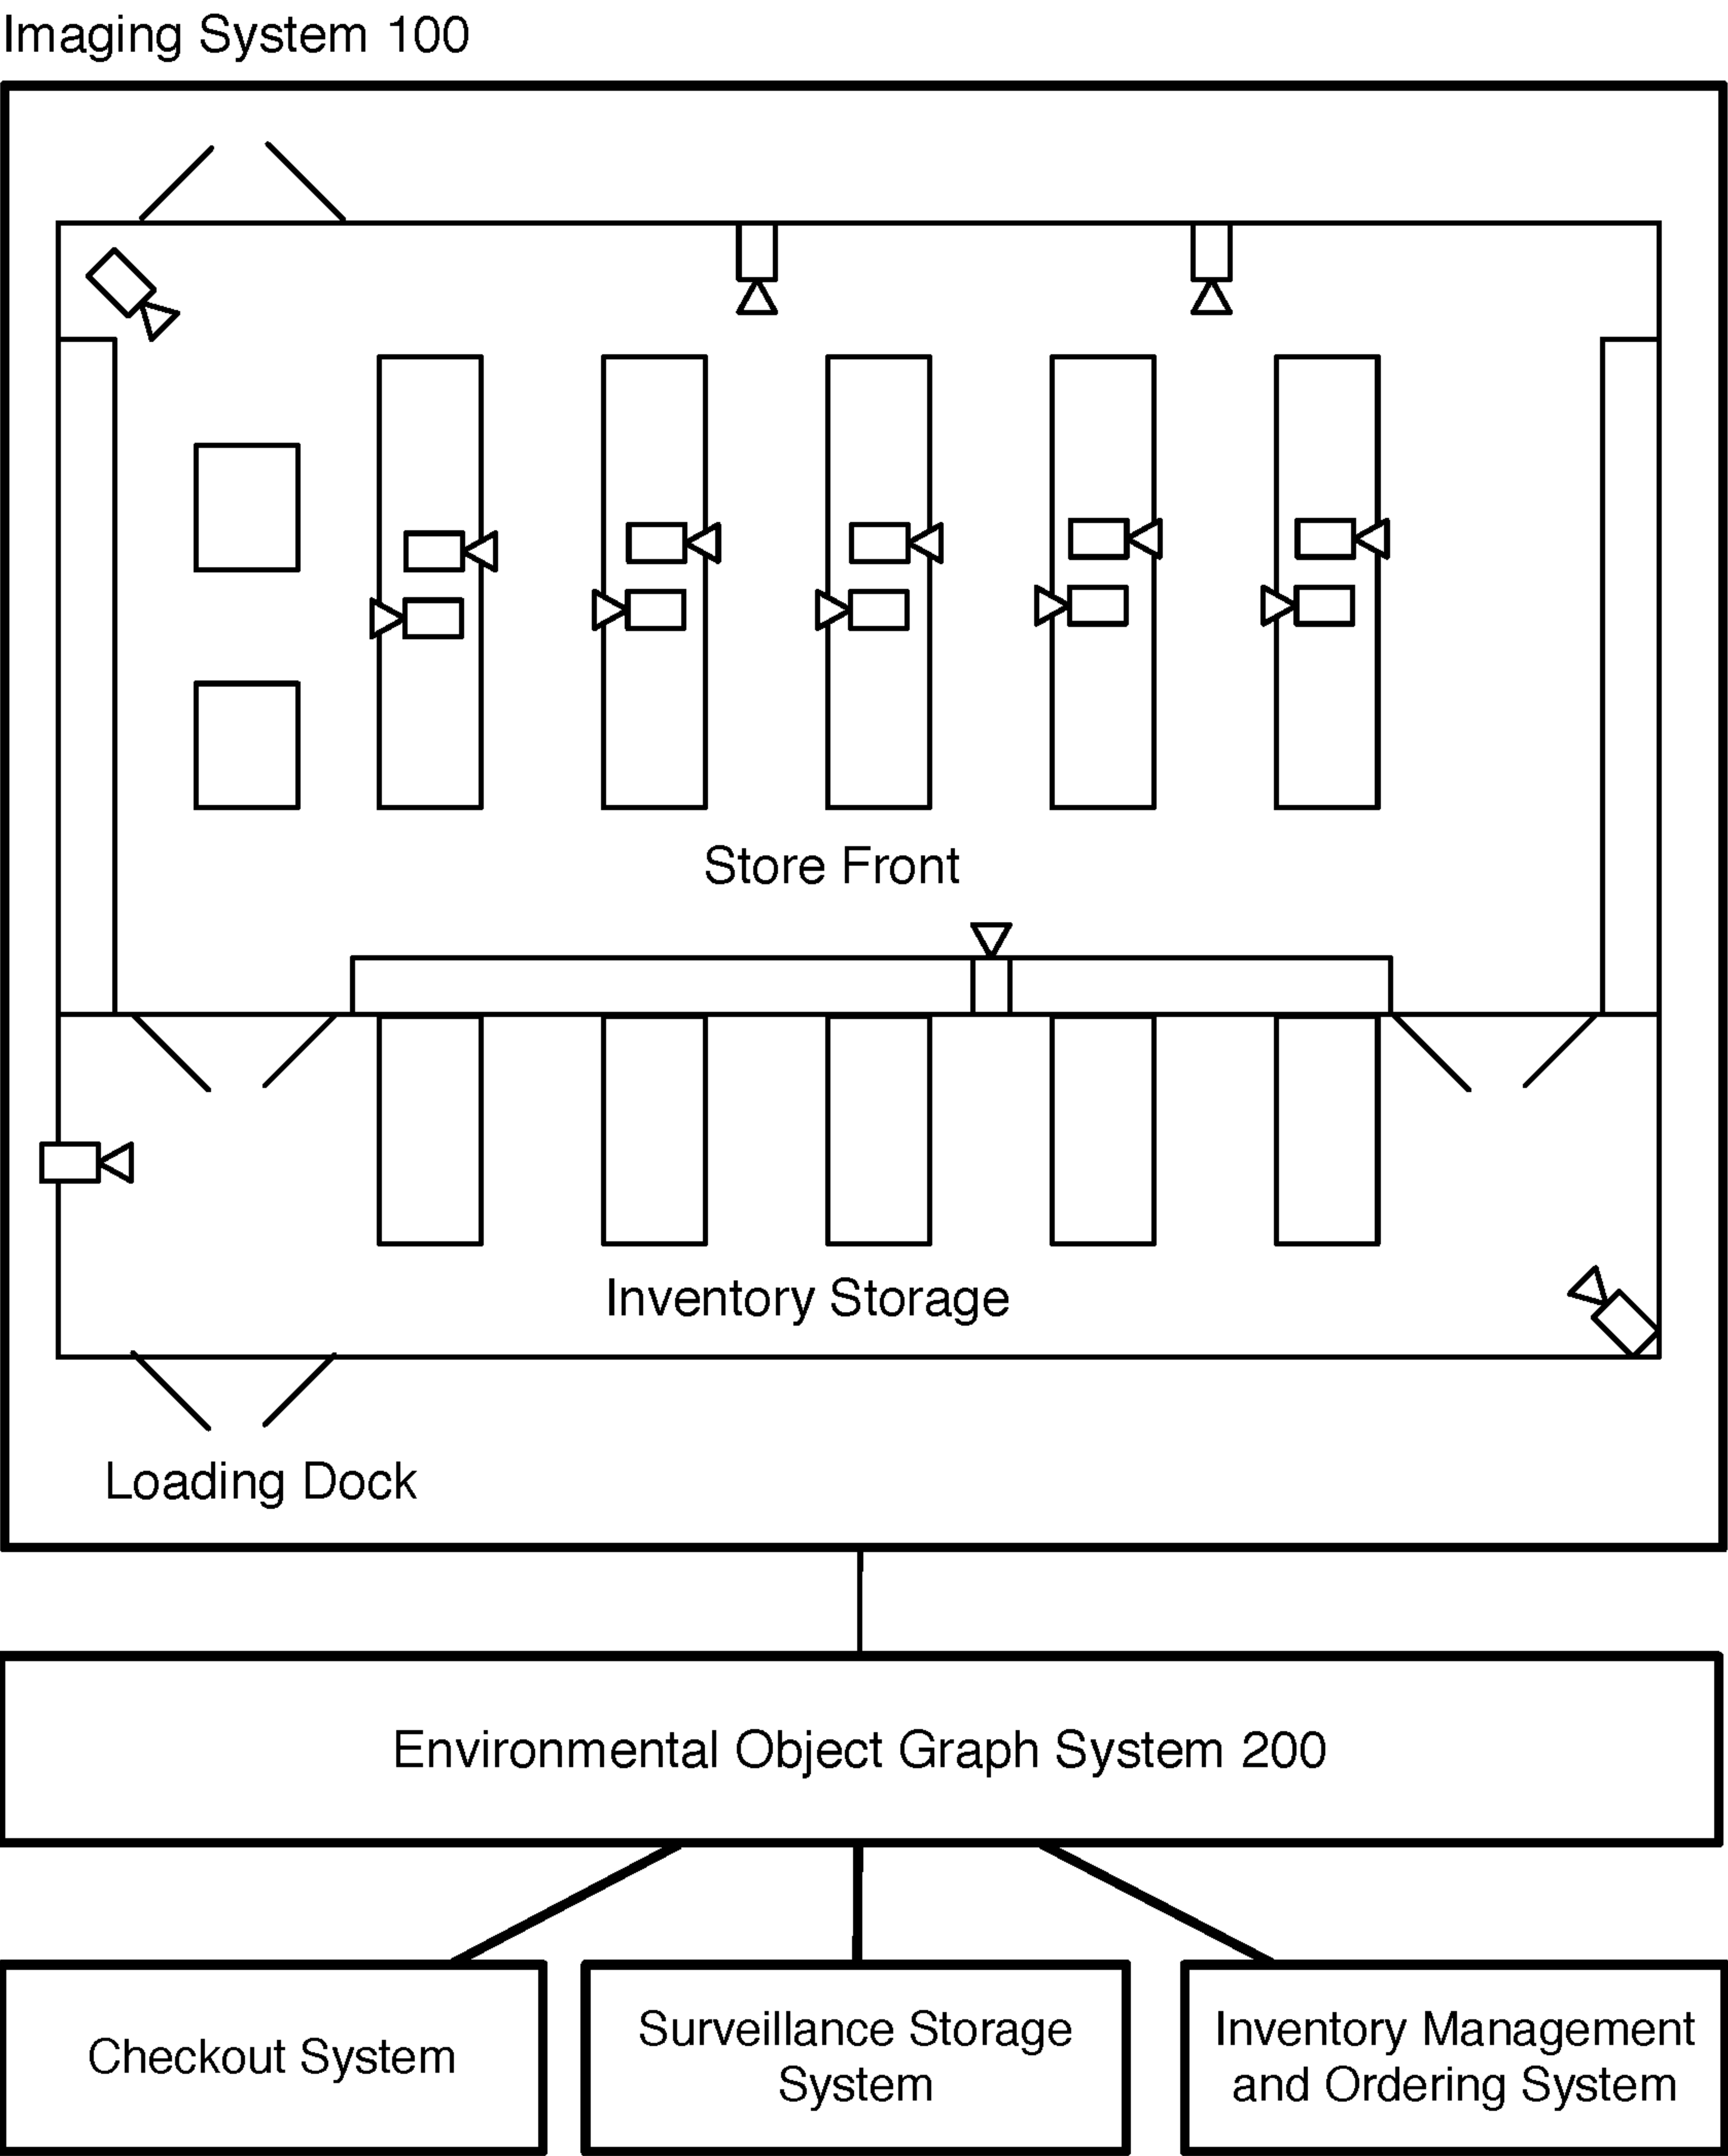 Imaging System 100
Store Front
Inventory Storage
Loading Dock
Environmental Object Graph System 200
Checkout System
Surveillance Storage
System
Inventory Management
and Ordering System